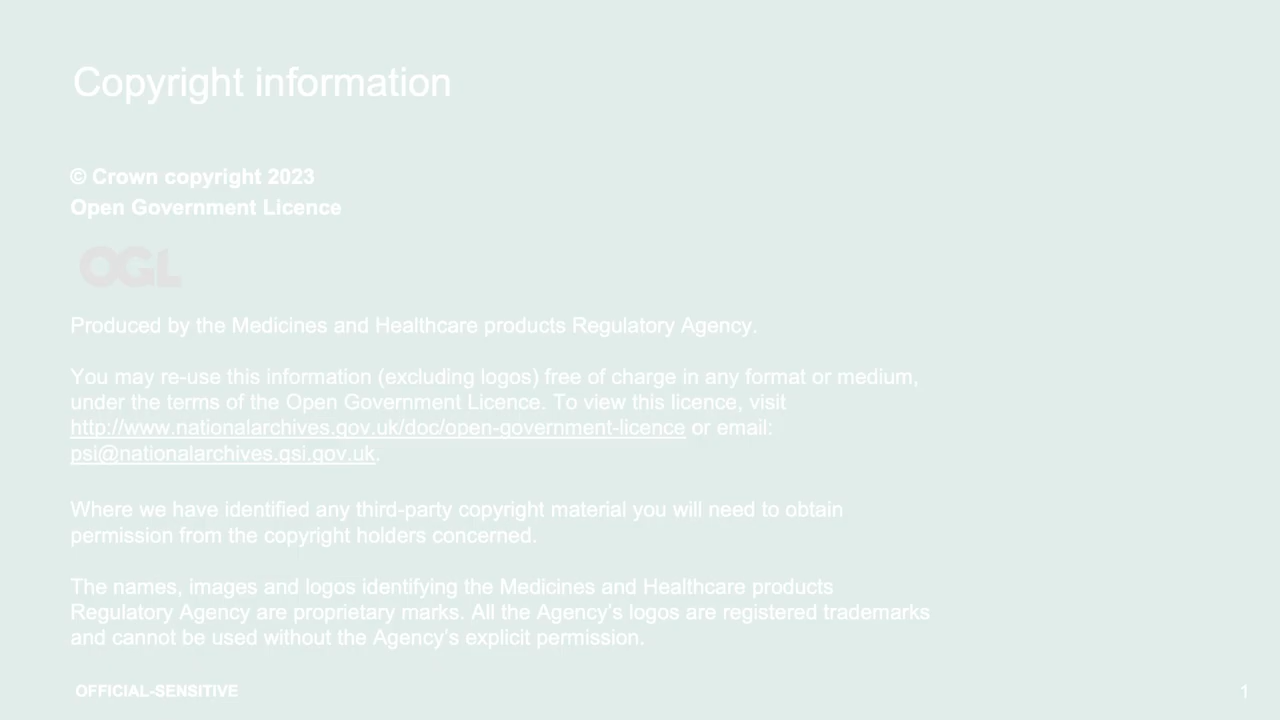 Copyright information
© Crown copyright 2023
Open Government Licence
OGL
Produced by the Medicines and Healthcare products Regulatory Agency.
You may re-use this information (excluding logos) free of charge in any format or medium,
under the terms of the Open Government Licence. To view this licence, visit
http://www.nationalarchives.gov.uk/doc/open-government-licence or email:
psi@nationalarchives.gsi.gov.uk.
Where we have identified any third-party copyright material you will need to obtain
permission from the copyright holders concerned.
The names, images and logos identifying the Medicines and Healthcare products
Regulatory Agency are proprietary marks. All the Agency’s logos are registered trademarks
and cannot be used without the Agency’s explicit permission.
OFFICIAL-SENSITIVE
1